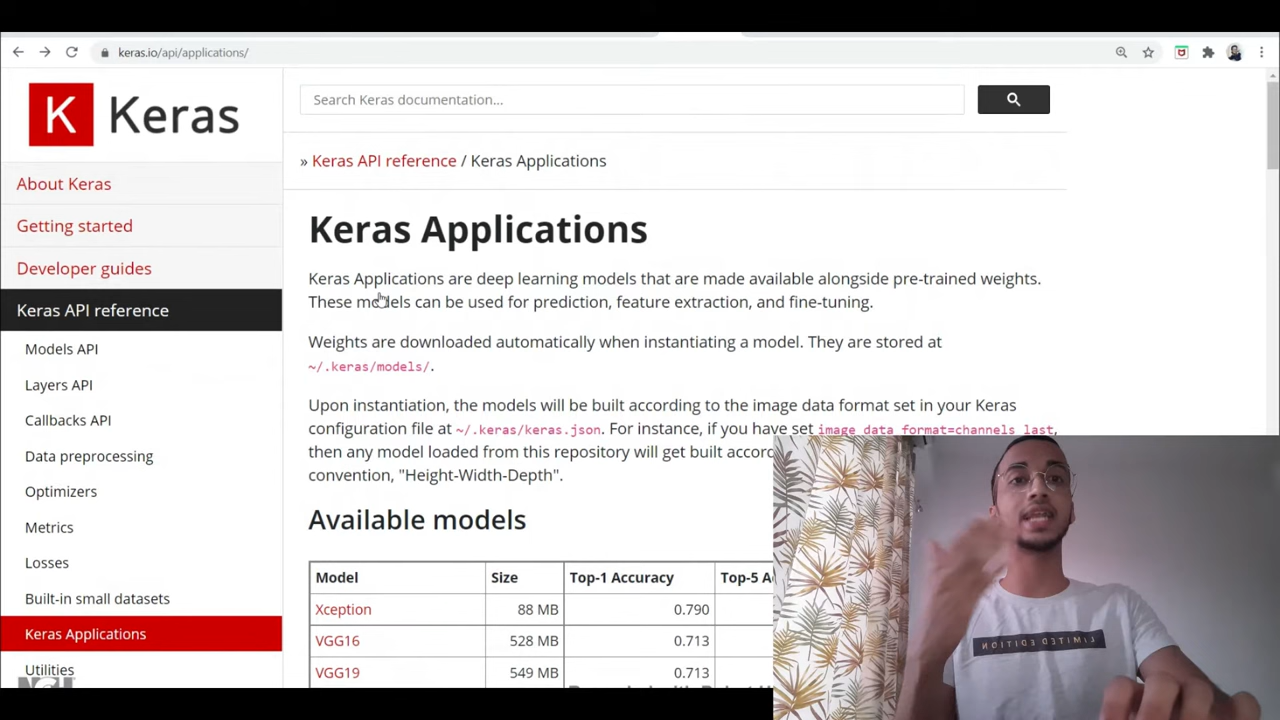 keras.io/api/applications/
K Keras
Search Keras documentation...
» Keras API reference / Keras Applications
About Keras
Getting started
Developer guides
Keras API reference
Models API
Layers API
Callbacks API
Data preprocessing
Optimizers
Metrics
Losses
Built-in small datasets
Keras Applications
Utilities
Keras Applications
Keras Applications are deep learning models that are made available alongside pre-trained weights.
These models can be used for prediction, feature extraction, and fine-tuning.
Weights are downloaded automatically when instantiating a model. They are stored at
~/.keras/models/.
Upon instantiation, the models will be built according to the image data format set in your Keras
configuration file at ~/.keras/keras.json. For instance, if you have set image_data_format=channels_last,
then any model loaded from this repository will get built accor
convention, "Height-Width-Depth".
Available models
Model Size Top-1 Accuracy Top-5 A
Xception 88 MB 0.790
VGG16 528 MB 0.713
VGG19 549 MB 0.713
LIMITED EDITION